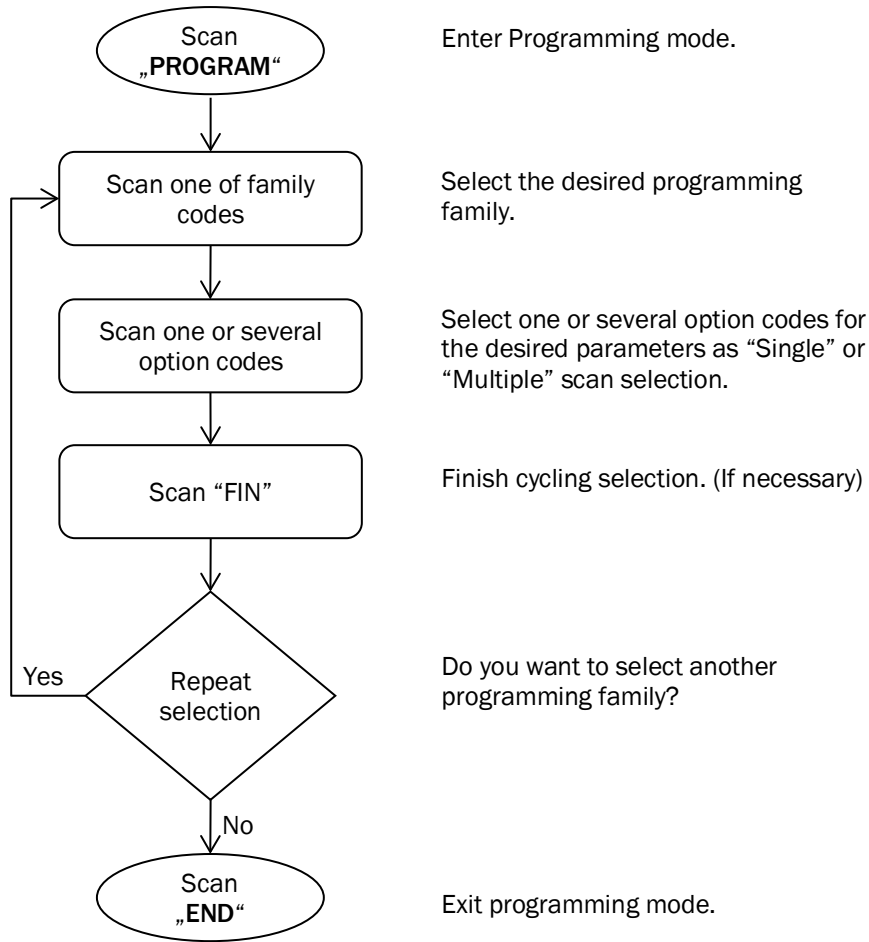 Scan
„PROGRAM“
Enter Programming mode.
Scan one of family
codes
Select the desired programming
family.
Scan one or several
option codes
Select one or several option codes for
the desired parameters as “Single” or
“Multiple” scan selection.
Scan “FIN”
Finish cycling selection. (If necessary)
Yes
Repeat
selection
Do you want to select another
programming family?
No
Scan
„END“
Exit programming mode.